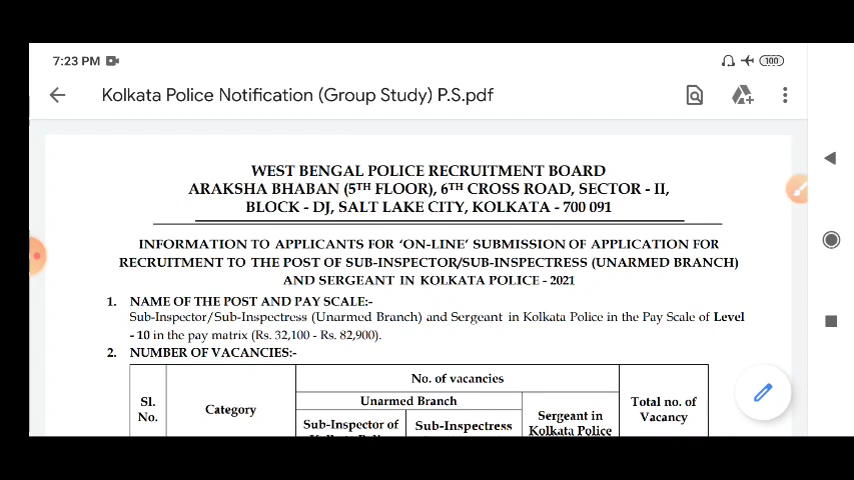 7:23 PM
100
Kolkata Police Notification (Group Study) P.S.pdf
WEST BENGAL POLICE RECRUITMENT BOARD
ARAKSHA BHABAN (5TH FLOOR), 6TH CROSS ROAD, SECTOR - II,
BLOCK - DJ, SALT LAKE CITY, KOLKATA - 700 091
INFORMATION TO APPLICANTS FOR ‘ON-LINE’ SUBMISSION OF APPLICATION FOR
RECRUITMENT TO THE POST OF SUB-INSPECTOR/SUB-INSPECTRESS (UNARMED BRANCH)
AND SERGEANT IN KOLKATA POLICE - 2021
1. NAME OF THE POST AND PAY SCALE:-
Sub-Inspector/Sub-Inspectress (Unarmed Branch) and Sergeant in Kolkata Police in the Pay Scale of Level
- 10 in the pay matrix (Rs. 32,100 - Rs. 82,900).
2. NUMBER OF VACANCIES:-
Sl. No.
Category
No. of vacancies
Unarmed Branch
Sub-Inspector of
Sub-Inspectress
Sergeant in
Kolkata Police
Total no. of
Vacancy